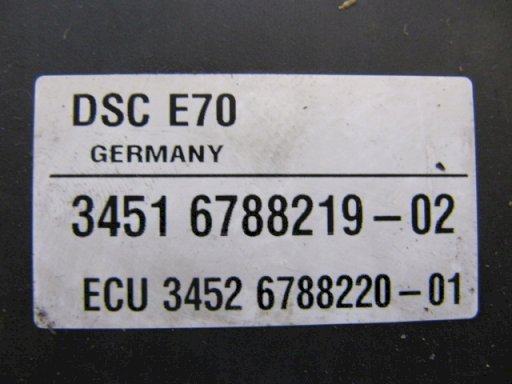 DSC E70
GERMANY
3451 6788219-02
ECU 3452 6788220-01